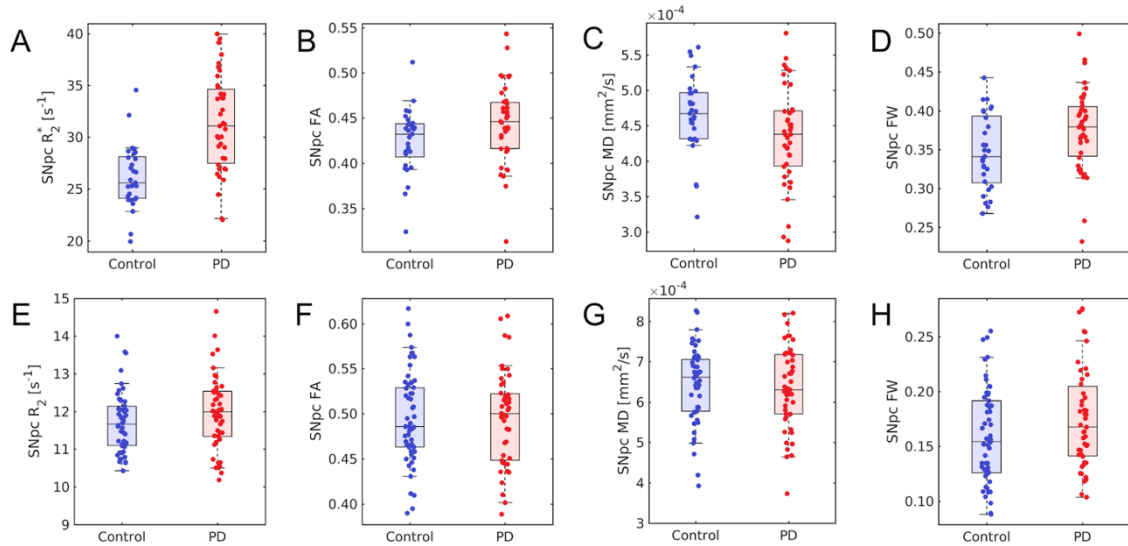 A
SNpc R₂* [s⁻¹]
40
35
30
25
20
Control PD
B
SNpc FA
0.55
0.50
0.45
0.40
0.35
Control PD
C
×10⁻⁴
SNpc MD [mm²/s]
5.5
5.0
4.5
4.0
3.5
3.0
Control PD
D
SNpc FW
0.50
0.45
0.40
0.35
0.30
0.25
Control PD
E
SNpc R₂ [s⁻¹]
15
14
13
12
11
10
9
Control PD
F
SNpc FA
0.60
0.55
0.50
0.45
0.40
Control PD
G
×10⁻⁴
SNpc MD [mm²/s]
8
7
6
5
4
3
Control PD
H
SNpc FW
0.25
0.20
0.15
0.10
Control PD